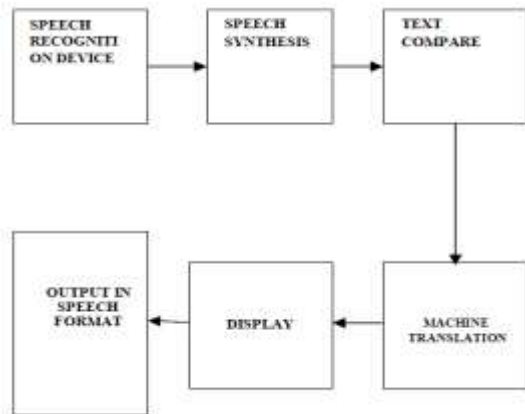 SPEECH
RECOGNITI
ON DEVICE
SPEECH
SYNTHESIS
TEXT
COMPARE
MACHINE
TRANSLATION
DISPLAY
OUTPUT IN
SPEECH
FORMAT